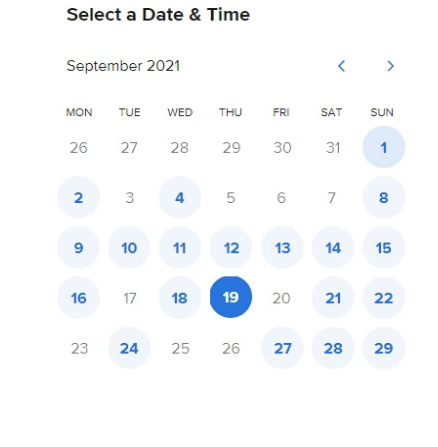 Select a Date & Time
September 2021
MON TUE WED THU FRI SAT SUN
26 27 28 29 30 31 1
2 3 4 5 6 7 8
9 10 11 12 13 14 15
16 17 18 19 20 21 22
23 24 25 26 27 28 29